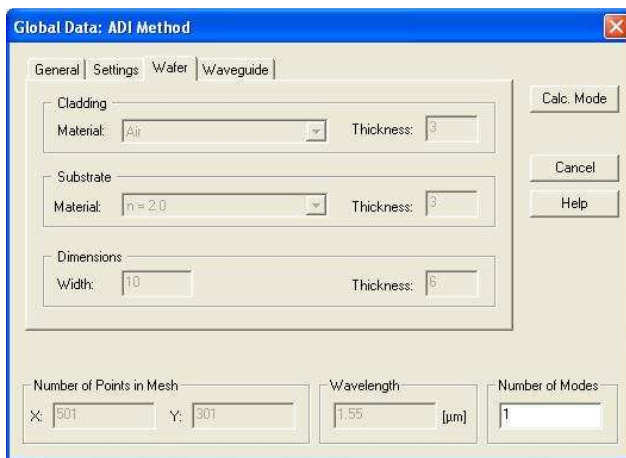 Global Data: ADI Method
General Settings Wafer Waveguide
Cladding
Material: Air Thickness: 3
Calc. Mode
Substrate
Material: n = 2.0 Thickness: 3
Cancel
Help
Dimensions
Width: 10 Thickness: 6
Number of Points in Mesh Wavelength Number of Modes
X: 501 Y: 301 1.55 [µm] 1